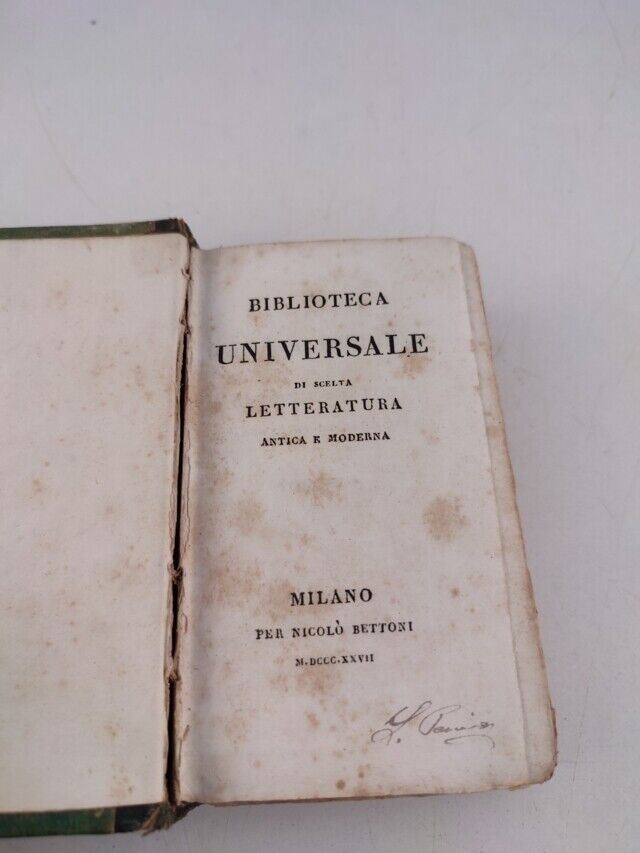 BIBLIOTECA
UNIVERSALE
DI SCELTA
LETTERATURA
ANTICA E MODERNA
MILANO
PER NICOLÒ BETTONI
M.DCCC.XXVII